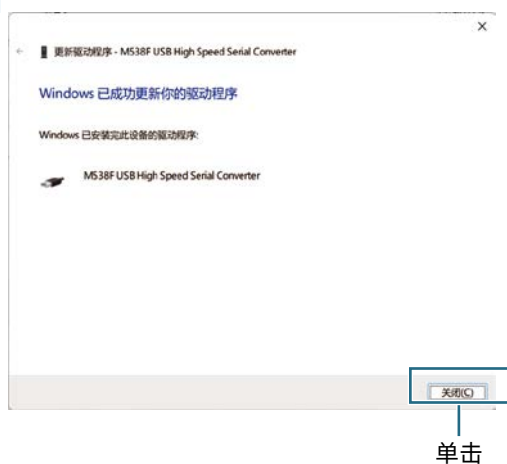 更新驱动程序 - M538F USB High Speed Serial Converter
Windows 已成功更新你的驱动程序
Windows 已安装完此设备的驱动程序:
M538F USB High Speed Serial Converter
关闭(C)
单击